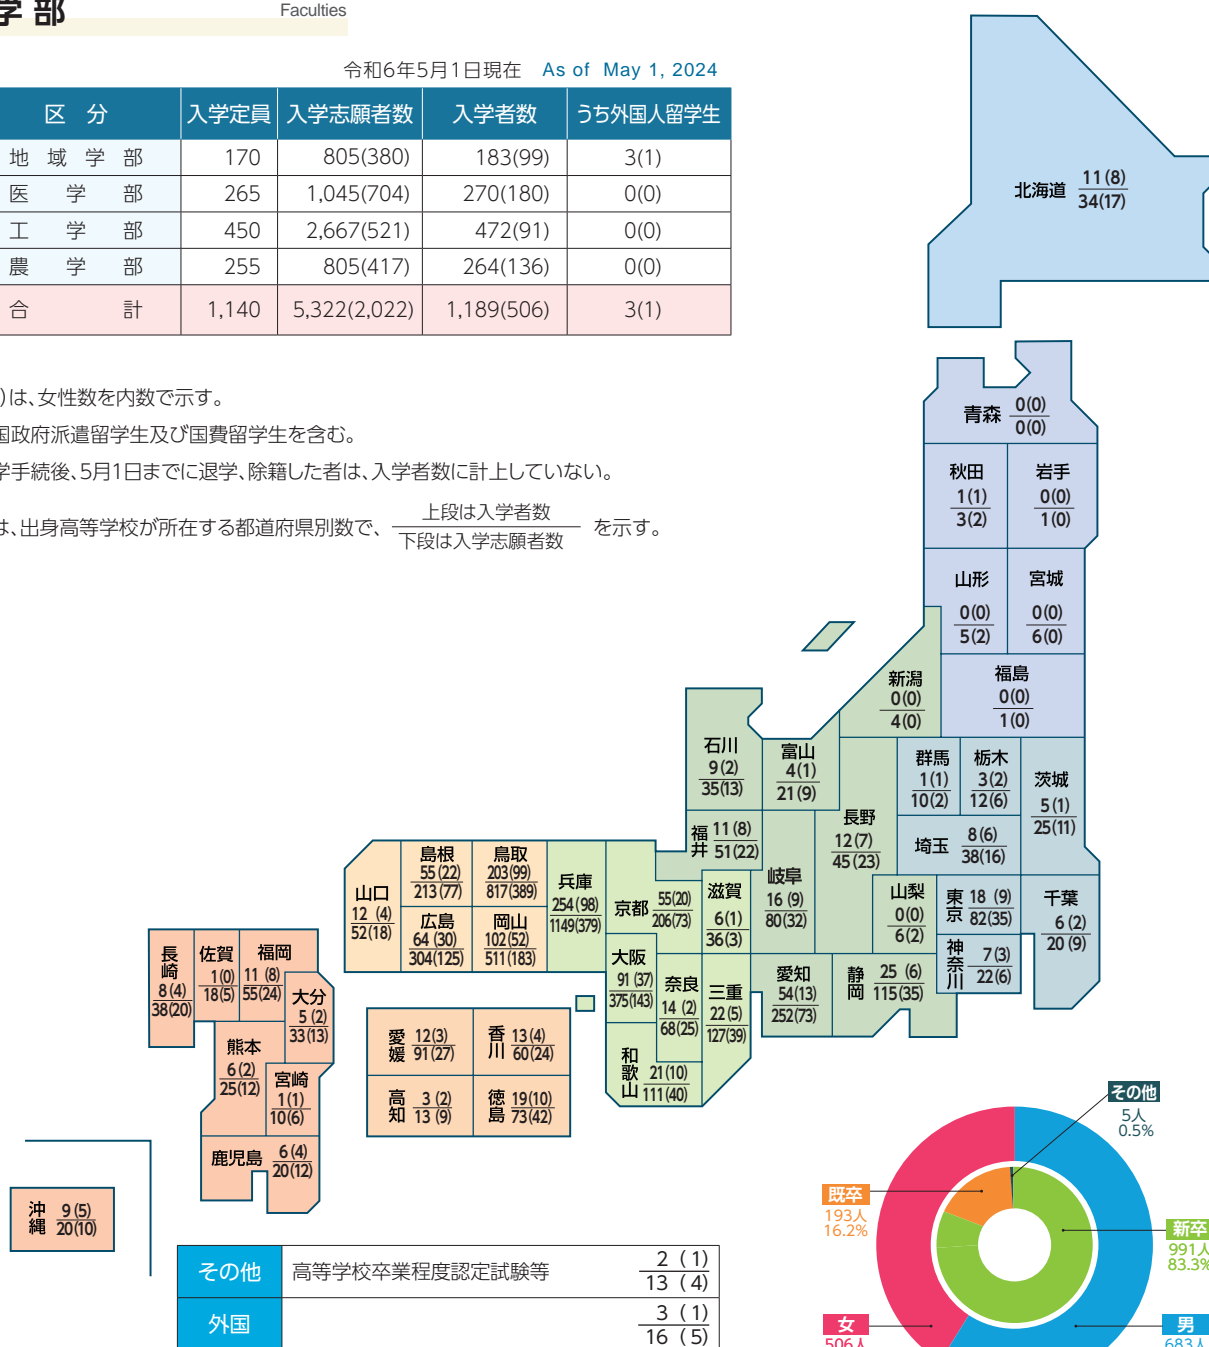 学部
Faculties
令和6年5月1日現在 As of May 1, 2024
区分 入学定員 入学志願者数 入学者数 うち外国人留学生
地域学部 170 805(380) 183(99) 3(1)
医学部 265 1,045(704) 270(180) 0(0)
工学部 450 2,667(521) 472(91) 0(0)
農学部 255 805(417) 264(136) 0(0)
合計 1,140 5,322(2,022) 1,189(506) 3(1)
)は、女性数を内数で示す。
国政府派遣留学生及び国費留学生を含む。
学手続後、5月1日までに退学、除籍した者は、入学者数に計上していない。
は、出身高等学校が所在する都道府県別数で、
上段は入学者数
下段は入学志願者数
を示す。
北海道
11(8)
34(17)
青森
0(0)
0(0)
秋田
1(1)
3(2)
岩手
0(0)
1(0)
山形
0(0)
5(2)
宮城
0(0)
6(0)
福島
0(0)
1(0)
新潟
0(0)
4(0)
石川
9(2)
35(13)
富山
4(1)
21(9)
群馬
1(1)
10(2)
栃木
3(2)
12(6)
茨城
5(1)
25(11)
福井
11(8)
51(22)
長野
12(7)
45(23)
埼玉
8(6)
38(16)
岐阜
16(9)
80(32)
山梨
0(0)
6(2)
東京
18(9)
82(35)
千葉
6(2)
20(9)
神奈川
7(3)
22(6)
愛知
54(13)
252(73)
静岡
25(6)
115(35)
山口
12(4)
52(18)
島根
55(22)
213(77)
鳥取
203(99)
817(389)
広島
64(30)
304(125)
岡山
102(52)
511(183)
兵庫
254(98)
1149(379)
京都
55(20)
206(73)
滋賀
6(1)
36(3)
大阪
91(37)
375(143)
奈良
14(2)
68(25)
三重
22(5)
127(39)
和歌山
21(10)
111(40)
長崎
8(4)
38(20)
佐賀
1(0)
18(5)
福岡
11(8)
55(24)
大分
5(2)
33(13)
熊本
6(2)
25(12)
宮崎
1(1)
10(6)
鹿児島
6(4)
20(12)
愛媛
12(3)
91(27)
香川
13(4)
60(24)
高知
3(2)
13(9)
徳島
19(10)
73(42)
沖縄
9(5)
20(10)
その他 高等学校卒業程度認定試験等
2(1)
13(4)
外国
3(1)
16(5)
その他
5人
0.5%
既卒
193人
16.2%
新卒
991人
83.3%
女
506人
男
683人